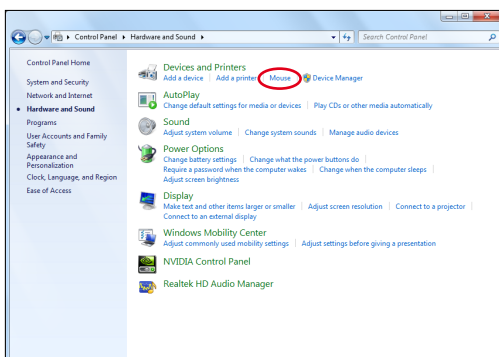 Control Panel Hardware and Sound Search Control Panel
Control Panel Home
System and Security
Network and Internet
Hardware and Sound
Programs
User Accounts and Family
Safety
Appearance and
Personalization
Clock, Language, and Region
Ease of Access
Devices and Printers
Add a device Add a printer Mouse Device Manager
AutoPlay
Change default settings for media or devices Play CDs or other media automatically
Sound
Adjust system volume Change system sounds Manage audio devices
Power Options
Change battery settings Change what the power buttons do
Require a password when the computer wakes Change when the computer sleeps
Adjust screen brightness
Display
Make text and other items larger or smaller Adjust screen resolution Connect to a projector
Connect to an external display
Windows Mobility Center
Adjust commonly used mobility settings Adjust settings before giving a presentation
NVIDIA Control Panel
Realtek HD Audio Manager